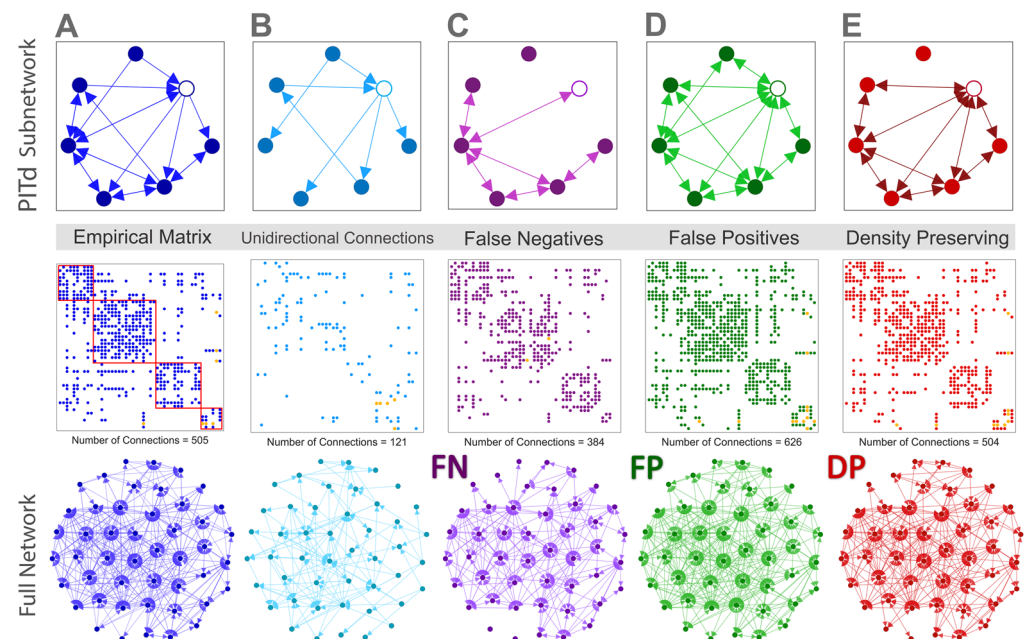 A B C D E
PITd Subnetwork
Empirical Matrix
Unidirectional Connections
False Negatives
False Positives
Density Preserving
Number of Connections = 505
Number of Connections = 121
Number of Connections = 384
Number of Connections = 626
Number of Connections = 504
FN
FP
DP
Full Network